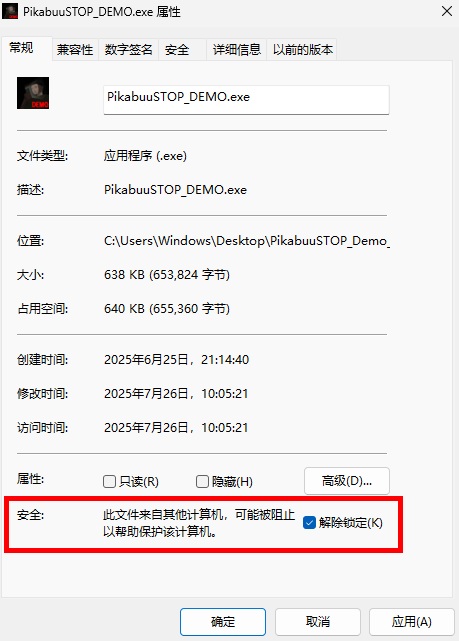 PikabuuSTOP_DEMO.exe 属性
常规 兼容性 数字签名 安全 详细信息 以前的版本
DEMO
PikabuuSTOP_DEMO.exe
文件类型: 应用程序 (.exe)
描述: PikabuuSTOP_DEMO.exe
位置: C:\Users\Windows\Desktop\PikabuuSTOP_Demo_
大小: 638 KB (653,824 字节)
占用空间: 640 KB (655,360 字节)
创建时间: 2025年6月25日，21:14:40
修改时间: 2025年7月26日，10:05:21
访问时间: 2025年7月26日，10:05:21
属性: 只读(R) 隐藏(H) 高级(D)...
安全: 此文件来自其他计算机，可能被阻止
以帮助保护该计算机。 解除锁定(K)
确定 取消 应用(A)